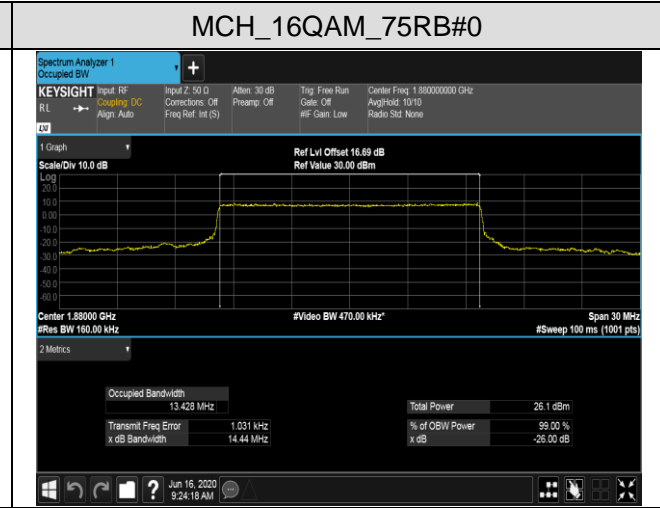 MCH_16QAM_75RB#0
Spectrum Analyzer 1
Occupied BW
KEYSIGHT Input: RF Input Z: 50 Ω Atten: 30 dB Trig: Free Run Center Freq: 1.880000000 GHz
RL Coupling: DC Corrections: Off Preamp: Off Gate: Off Avg|Hold: 10/10
Align: Auto Freq Ref: Int (S) #IF Gain: Low Radio Std: None
LXI
1 Graph Ref Lvl Offset 16.69 dB
Scale/Div 10.0 dB Ref Value 30.00 dBm
Log
20.0
10.0
0.00
-10.0
-20.0
-30.0
-40.0
-50.0
-60.0
Center 1.88000 GHz #Video BW 470.00 kHz* Span 30 MHz
#Res BW 160.00 kHz #Sweep 100 ms (1001 pts)
2 Metrics
Occupied Bandwidth
13.428 MHz Total Power 26.1 dBm
Transmit Freq Error 1.031 kHz % of OBW Power 99.00 %
x dB Bandwidth 14.44 MHz x dB -26.00 dB
? Jun 16, 2020
9:24:18 AM